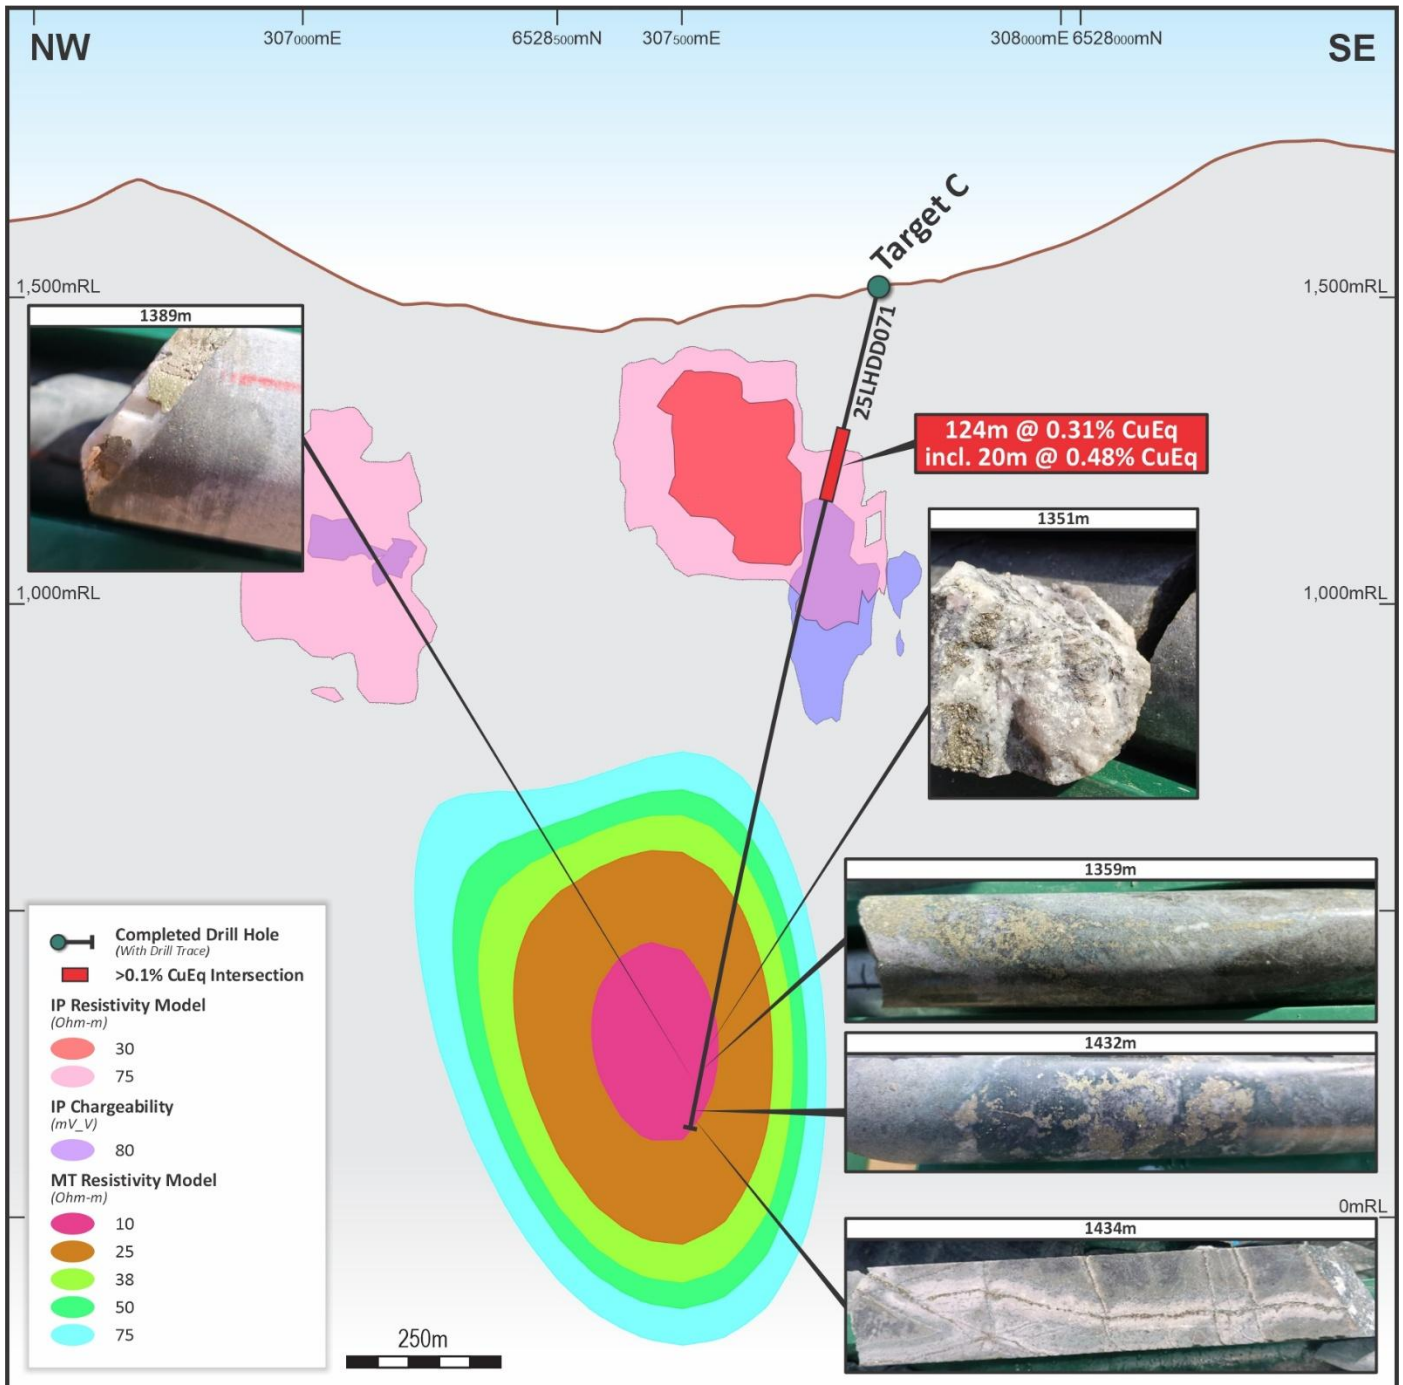 NW
307000mE
6528500mN
307500mE
308000mE
6528000mN
SE
Target C
1,500mRL
1,500mRL
25LHDD071
1389m
124m @ 0.31% CuEq
incl. 20m @ 0.48% CuEq
1351m
1,000mRL
1,000mRL
1359m
1432m
0mRL
1434m
Completed Drill Hole
(With Drill Trace)
>0.1% CuEq Intersection
IP Resistivity Model
(Ohm-m)
30
75
IP Chargeability
(mV_V)
80
MT Resistivity Model
(Ohm-m)
10
25
38
50
75
250m